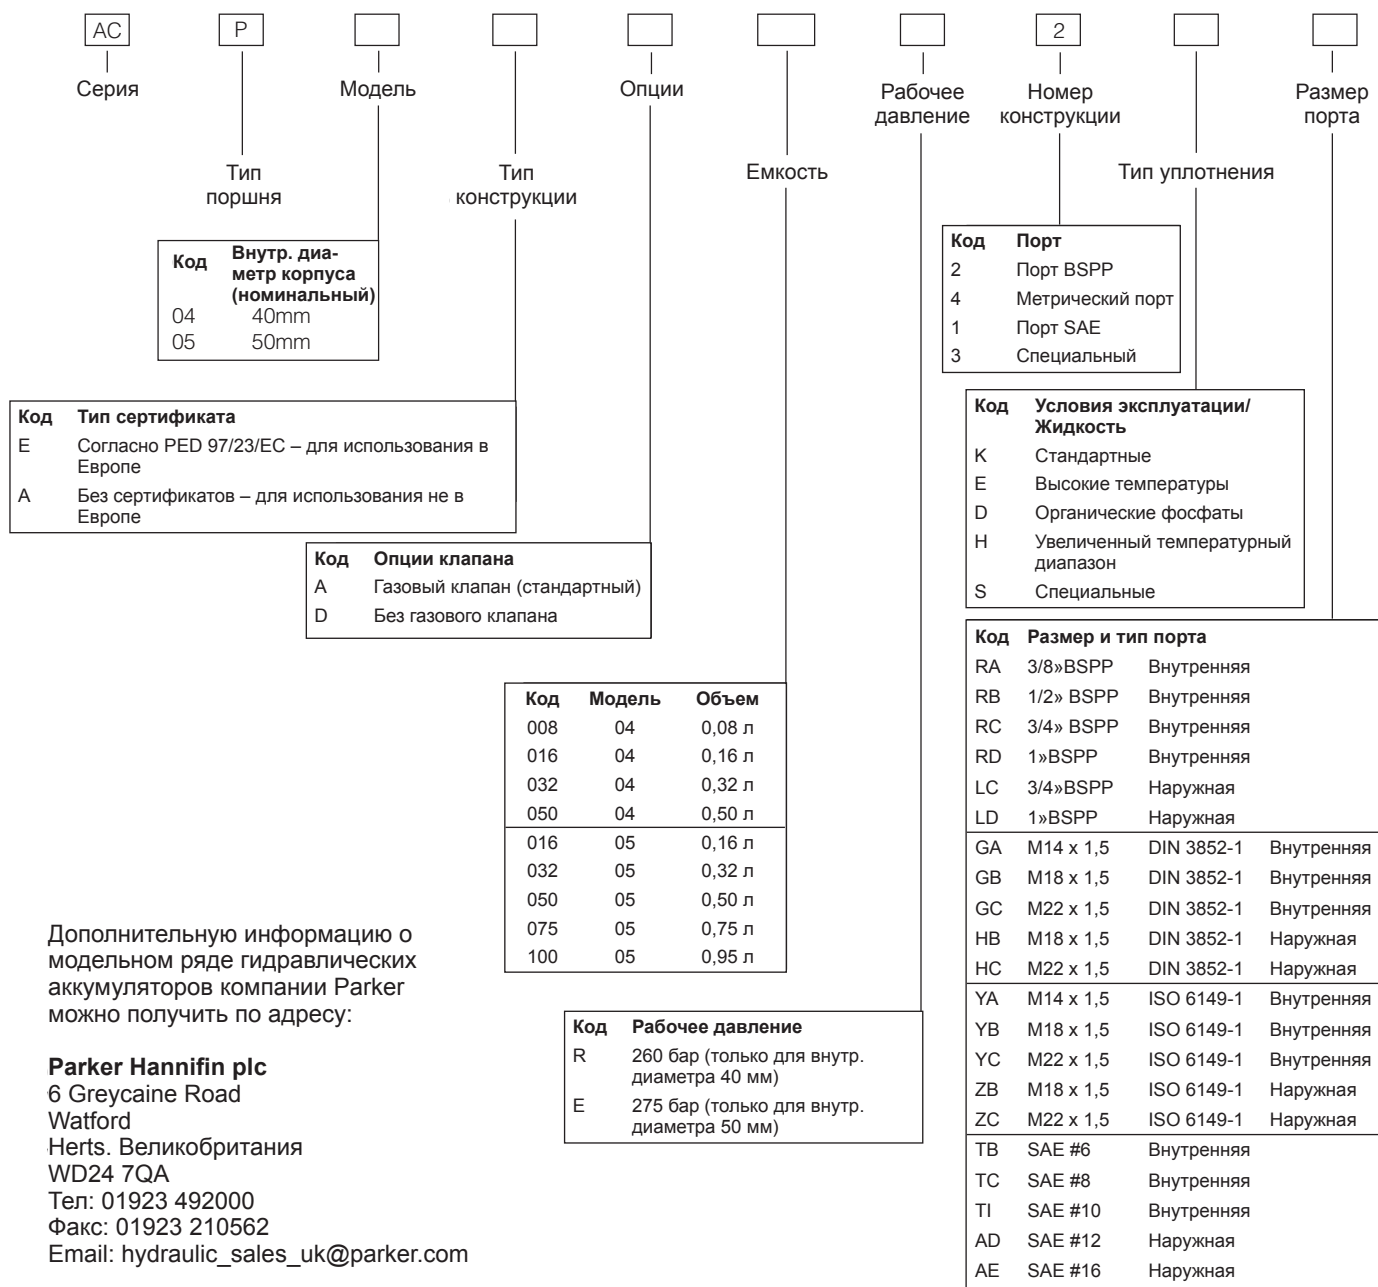 AC P 2
Серия
Модель
Опции
Рабочее
давление
Номер
конструкции
Размер
порта
Тип
поршня
Тип
конструкции
Емкость
Тип уплотнения
Код Внутр. диа-
метр корпуса
(номинальный)
04 40mm
05 50mm
Код Порт
2 Порт BSPP
4 Метрический порт
1 Порт SAE
3 Специальный
Код Тип сертификата
E Согласно PED 97/23/EC – для использования в
Европе
A Без сертификатов – для использования не в
Европе
Код Условия эксплуатации/
Жидкость
K Стандартные
E Высокие температуры
D Органические фосфаты
H Увеличенный температурный
диапазон
S Специальные
Код Опции клапана
A Газовый клапан (стандартный)
D Без газового клапана
Код Модель Объем
008 04 0,08 л
016 04 0,16 л
032 04 0,32 л
050 04 0,50 л
016 05 0,16 л
032 05 0,32 л
050 05 0,50 л
075 05 0,75 л
100 05 0,95 л
Код Размер и тип порта
RA 3/8»BSPP Внутренняя
RB 1/2» BSPP Внутренняя
RC 3/4» BSPP Внутренняя
RD 1»BSPP Внутренняя
LC 3/4»BSPP Наружная
LD 1»BSPP Наружная
GA M14 x 1,5 DIN 3852-1 Внутренняя
GB M18 x 1,5 DIN 3852-1 Внутренняя
GC M22 x 1,5 DIN 3852-1 Внутренняя
HB M18 x 1,5 DIN 3852-1 Наружная
HC M22 x 1,5 DIN 3852-1 Наружная
YA M14 x 1,5 ISO 6149-1 Внутренняя
YB M18 x 1,5 ISO 6149-1 Внутренняя
YC M22 x 1,5 ISO 6149-1 Внутренняя
ZB M18 x 1,5 ISO 6149-1 Наружная
ZC M22 x 1,5 ISO 6149-1 Наружная
TB SAE #6 Внутренняя
TC SAE #8 Внутренняя
TI SAE #10 Внутренняя
AD SAE #12 Наружная
AE SAE #16 Наружная
Код Рабочее давление
R 260 бар (только для внутр.
диаметра 40 мм)
E 275 бар (только для внутр.
диаметра 50 мм)
Дополнительную информацию о
модельном ряде гидравлических
аккумуляторов компании Parker
можно получить по адресу:
Parker Hannifin plc
6 Greycaine Road
Watford
Herts. Великобритания
WD24 7QA
Тел: 01923 492000
Факс: 01923 210562
Email: hydraulic_sales_uk@parker.com